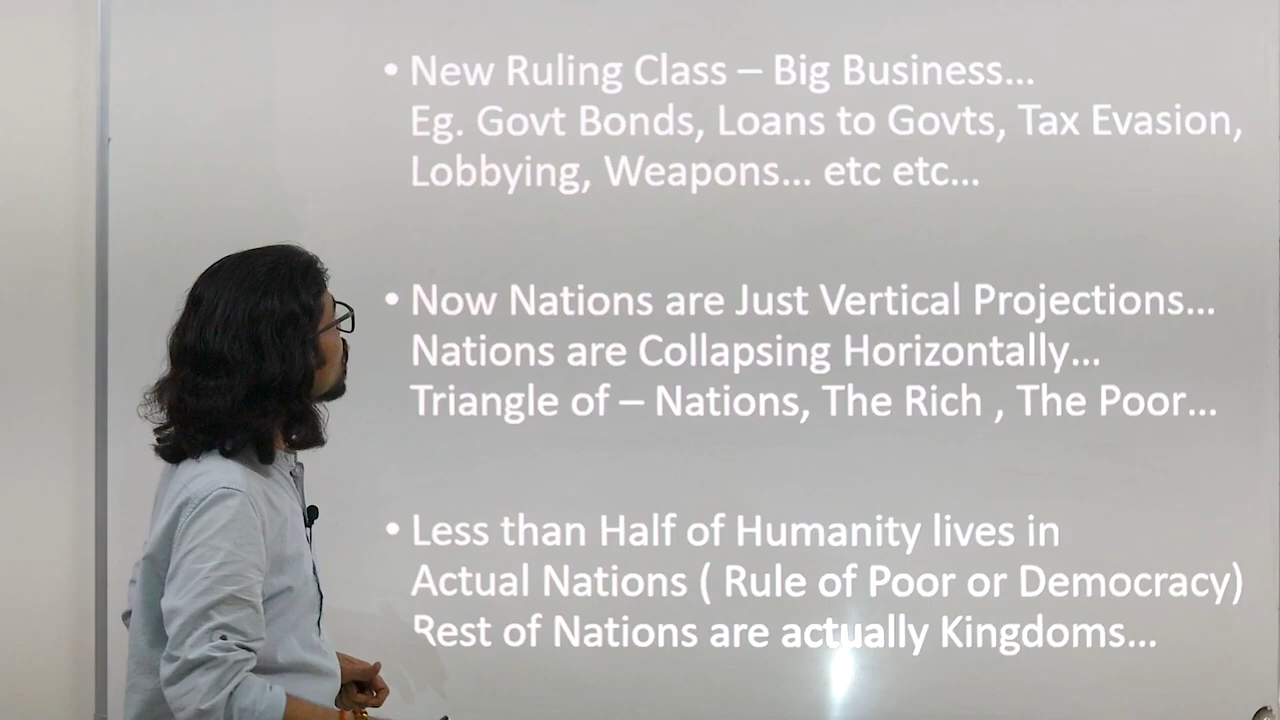 • New Ruling Class – Big Business...
Eg. Govt Bonds, Loans to Govts, Tax Evasion,
Lobbying, Weapons... etc etc...
• Now Nations are Just Vertical Projections...
Nations are Collapsing Horizontally...
Triangle of – Nations, The Rich , The Poor...
• Less than Half of Humanity lives in
Actual Nations ( Rule of Poor or Democracy)
Rest of Nations are actually Kingdoms...